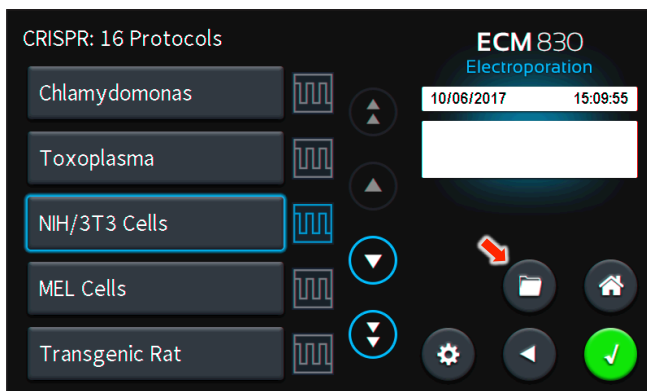 CRISPR: 16 Protocols
Chlamydomonas
Toxoplasma
NIH/3T3 Cells
MEL Cells
Transgenic Rat
ECM 830
Electroporation
10/06/2017 15:09:55